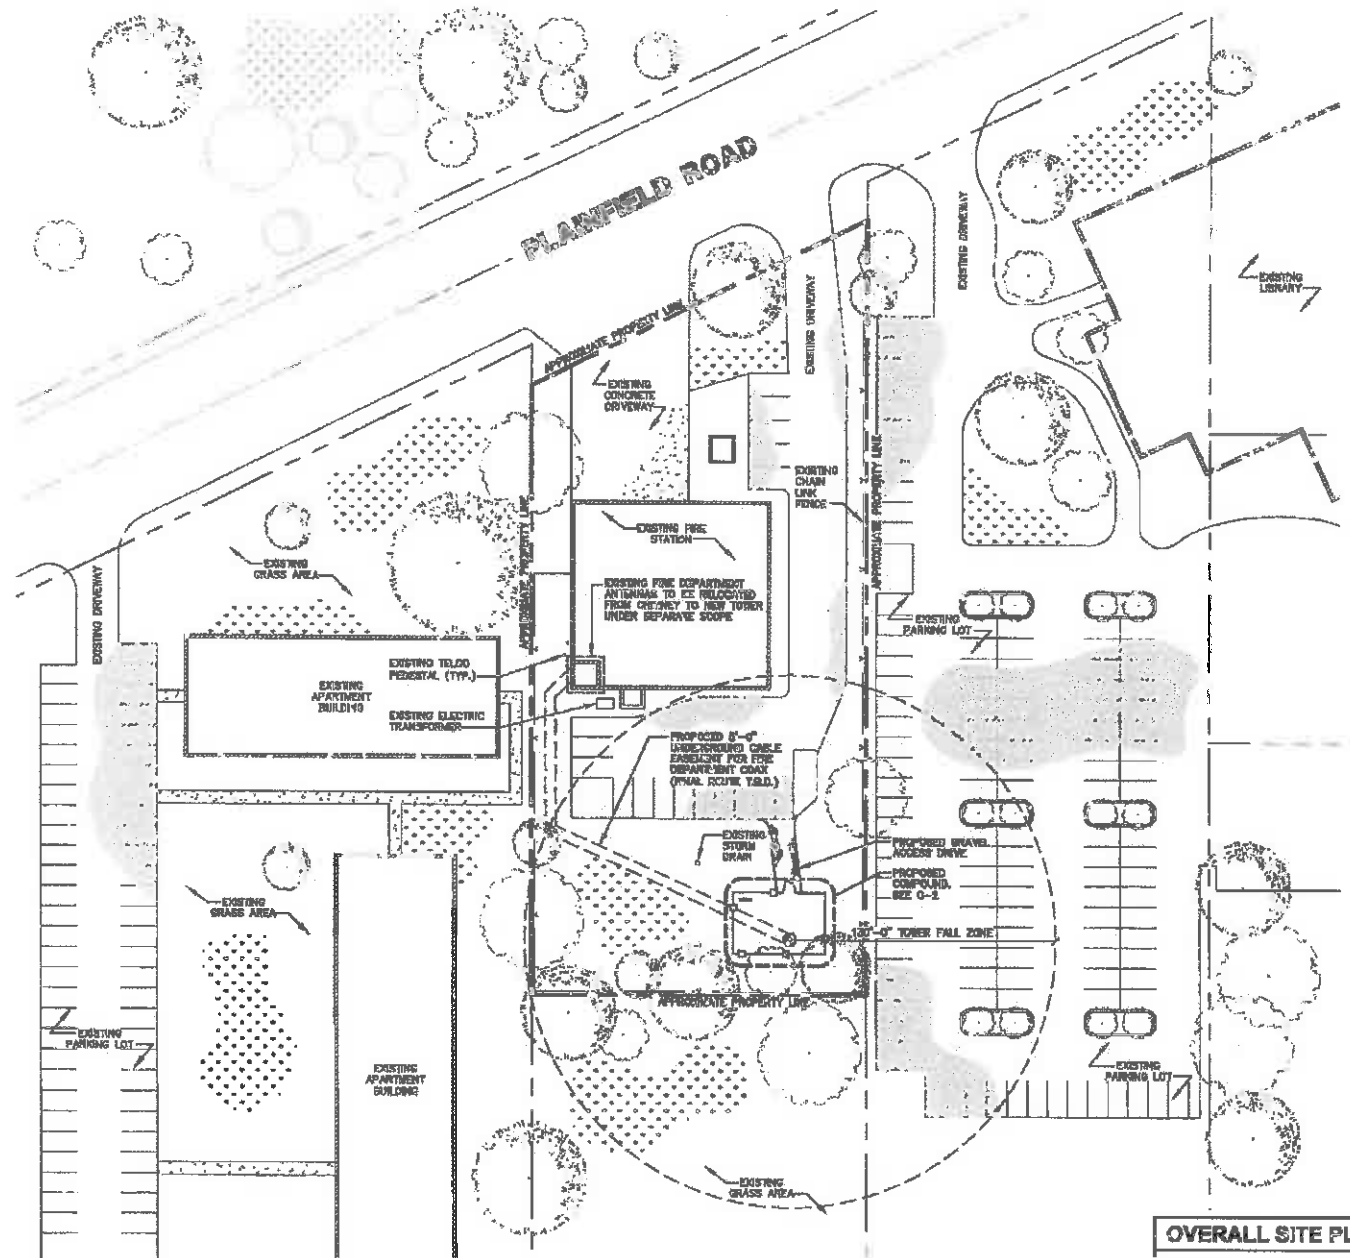 PLAINFIELD ROAD
EXISTING DRIVEWAY
EXISTING
LIBRARY
APPROXIMATE PROPERTY LINE
EXISTING DRIVEWAY
EXISTING
CONCRETE
DRIVEWAY
EXISTING
CHAIN
LINK
FENCE
APPROXIMATE PROPERTY LINE
APPROXIMATE PROPERTY LINE
EXISTING FIRE
STATION
EXISTING
GRASS AREA
EXISTING DRIVEWAY
EXISTING FIRE DEPARTMENT
ANTENNAS TO BE RELOCATED
FROM CHIMNEY TO NEW TOWER
UNDER SEPARATE SCOPE
EXISTING
PARKING LOT
EXISTING TELCO
PEDESTAL (TYP.)
EXISTING
APARTMENT
BUILDING
EXISTING ELECTRIC
TRANSFORMER
PROPOSED
UNDERGROUND CABLE
EASEMENT FOR FIRE
DEPARTMENT COAX
(FINAL ROUTE T.B.D.)
EXISTING
STORM
DRAIN
PROPOSED GRAVEL
ACCESS DRIVE
PROPOSED
COMPOUND,
SEE C-2
EXISTING
GRASS AREA
TOWER FALL ZONE
APPROXIMATE PROPERTY LINE
EXISTING
PARKING LOT
EXISTING
APARTMENT
BUILDING
EXISTING
PARKING LOT
EXISTING
GRASS AREA
OVERALL SITE PL